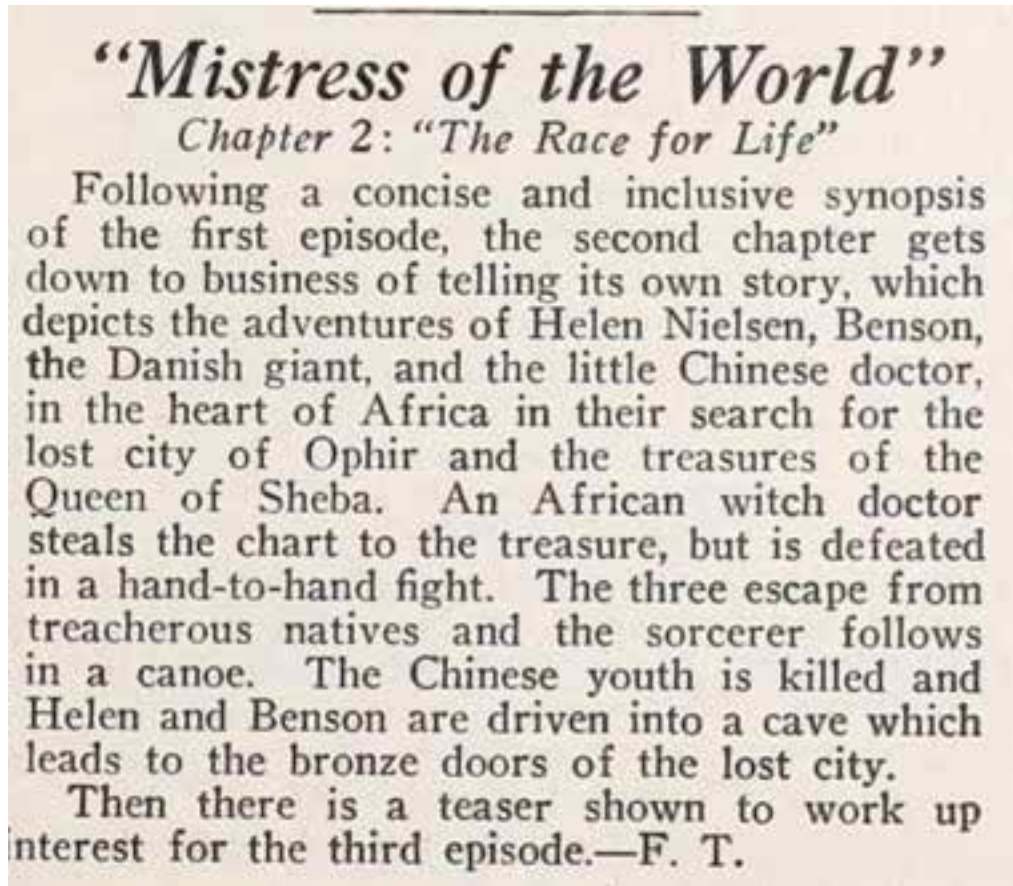 "Mistress of the World"
Chapter 2: "The Race for Life"
Following a concise and inclusive synopsis
of the first episode, the second chapter gets
down to business of telling its own story, which
depicts the adventures of Helen Nielsen, Benson,
the Danish giant, and the little Chinese doctor,
in the heart of Africa in their search for the
lost city of Ophir and the treasures of the
Queen of Sheba. An African witch doctor
steals the chart to the treasure, but is defeated
in a hand-to-hand fight. The three escape from
treacherous natives and the sorcerer follows
in a canoe. The Chinese youth is killed and
Helen and Benson are driven into a cave which
leads to the bronze doors of the lost city.
Then there is a teaser shown to work up
interest for the third episode.—F. T.